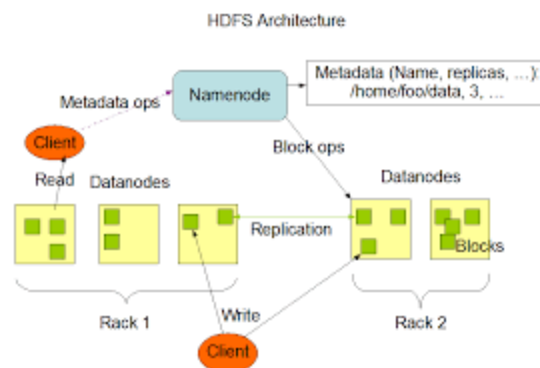 HDFS Architecture
Metadata (Name, replicas, ...):
/home/foo/data, 3, ...
Namenode
Metadata ops
Client
Block ops
Read
Datanodes
Datanodes
Replication
Blocks
Write
Rack 1
Rack 2
Client